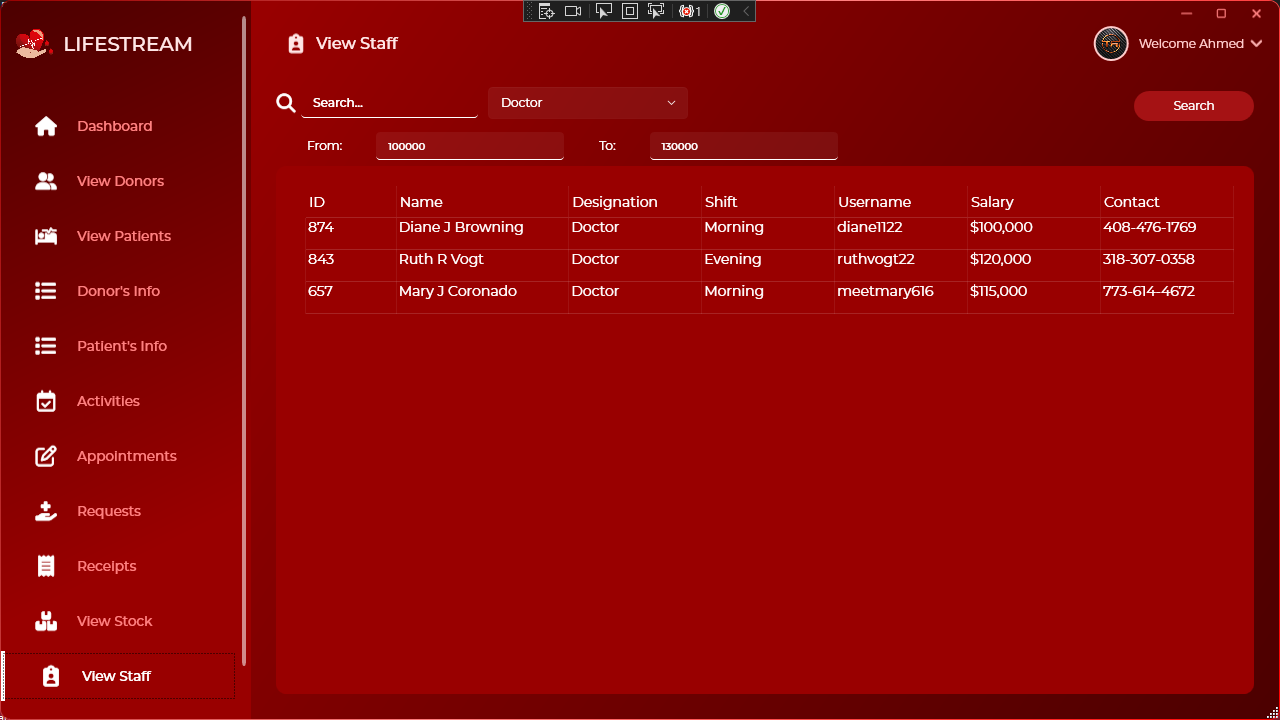 1
LIFESTREAM
View Staff
Welcome Ahmed
Dashboard
View Donors
View Patients
Donor's Info
Patient's Info
Activities
Appointments
Requests
Receipts
View Stock
View Staff
Search...
Doctor
Search
From:
100000
To:
130000
ID Name Designation Shift Username Salary Contact
874 Diane J Browning Doctor Morning diane1122 $100,000 408-476-1769
843 Ruth R Vogt Doctor Evening ruthvogt22 $120,000 318-307-0358
657 Mary J Coronado Doctor Morning meetmary616 $115,000 773-614-4672